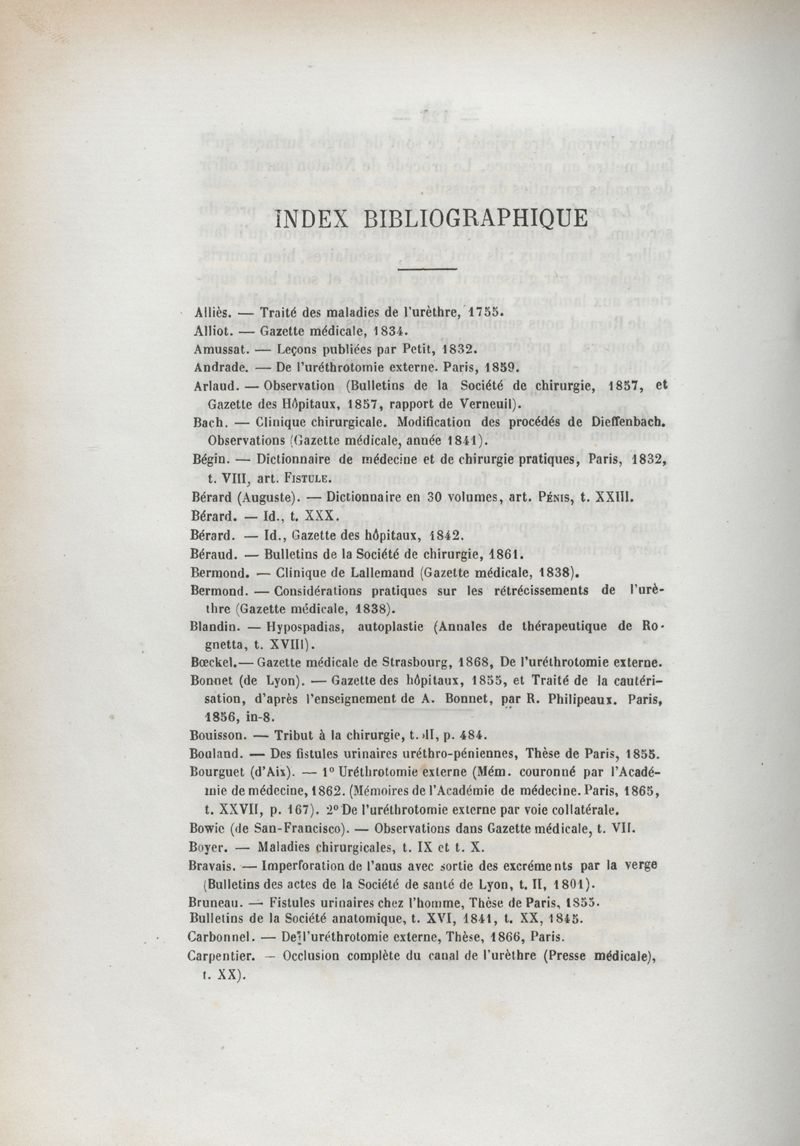 INDEX BIBLIOGRAPHIQUE
Alliès. — Traité des maladies de l'urèthre, 1755.
Alliot. — Gazette médicale, 1834.
Amussat. — Leçons publiées par Petit, 1832.
Andrade. — De l'uréthrotomie externe. Paris, 1859.
Arlaud. — Observation (Bulletins de la Société de chirurgie, 1857, et
Gazette des Hôpitaux, 1857, rapport de Verneuil).
Bach. — Clinique chirurgicale. Modification des procédés de Dieffenbach.
Observations (Gazette médicale, année 1841).
Bégin. — Dictionnaire de médecine et de chirurgie pratiques, Paris, 1832,
t. VIII, art. FISTULE.
Bérard (Auguste). — Dictionnaire en 30 volumes, art. PÉNIS, t. XXIII.
Bérard. — Id., t. XXX.
Bérard. — Id., Gazette des hôpitaux, 1842.
Béraud. — Bulletins de la Société de chirurgie, 1861.
Bermond. — Clinique de Lallemand (Gazette médicale, 1838).
Bermond. — Considérations pratiques sur les rétrécissements de l'urè-
thre (Gazette médicale, 1838).
Blandin. — Hypospadias, autoplastie (Annales de thérapeutique de Ro-
gnetta, t. XVIII).
Bœckel.— Gazette médicale de Strasbourg, 1868, De l'uréthrotomie externe.
Bonnet (de Lyon). — Gazette des hôpitaux, 1855, et Traité de la cautéri-
sation, d'après l'enseignement de A. Bonnet, par R. Philipeaux. Paris,
1856, in-8.
Bouisson. — Tribut à la chirurgie, t. II, p. 484.
Bouland. — Des fistules urinaires uréthro-péniennes, Thèse de Paris, 1855.
Bourguet (d'Aix). — 1° Uréthrotomie externe (Mém. couronné par l'Acadé-
mie de médecine, 1862. (Mémoires de l'Académie de médecine. Paris, 1865,
t. XXVII, p. 167). 2° De l'uréthrotomie externe par voie collatérale.
Bowie (de San-Francisco). — Observations dans Gazette médicale, t. VII.
Boyer. — Maladies chirurgicales, t. IX et t. X.
Bravais. — Imperforation de l'anus avec sortie des excréments par la verge
(Bulletins des actes de la Société de santé de Lyon, t. II, 1801).
Bruneau. — Fistules urinaires chez l'homme, Thèse de Paris, 1855.
Bulletins de la Société anatomique, t. XVI, 1841, t. XX, 1845.
Carbonnel. — De l'uréthrotomie externe, Thèse, 1866, Paris.
Carpentier. — Occlusion complète du canal de l'urèthre (Presse médicale),
t. XX).